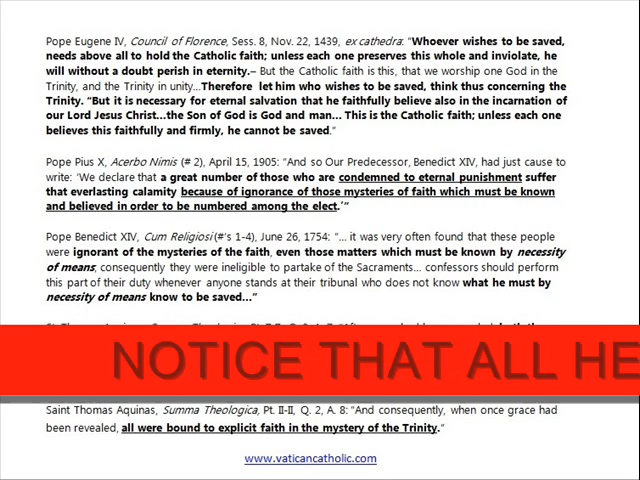 Pope Eugene IV, Council of Florence, Sess. 8, Nov. 22, 1439, ex cathedra: “Whoever wishes to be saved,
needs above all to hold the Catholic faith; unless each one preserves this whole and inviolate, he
will without a doubt perish in eternity.– But the Catholic faith is this, that we worship one God in the
Trinity, and the Trinity in unity…Therefore let him who wishes to be saved, think thus concerning the
Trinity. “But it is necessary for eternal salvation that he faithfully believe also in the incarnation of
our Lord Jesus Christ…the Son of God is God and man… This is the Catholic faith; unless each one
believes this faithfully and firmly, he cannot be saved.”
Pope Pius X, Acerbo Nimis (# 2), April 15, 1905: “And so Our Predecessor, Benedict XIV, had just cause to
write: ‘We declare that a great number of those who are condemned to eternal punishment suffer
that everlasting calamity because of ignorance of those mysteries of faith which must be known
and believed in order to be numbered among the elect.’”
Pope Benedict XIV, Cum Religiosi (#’s 1-4), June 26, 1754: “… it was very often found that these people
were ignorant of the mysteries of the faith, even those matters which must be known by necessity
of means; consequently they were ineligible to partake of the Sacraments… confessors should perform
this part of their duty whenever anyone stands at their tribunal who does not know what he must by
necessity of means know to be saved…”
NOTICE THAT ALL HE
Saint Thomas Aquinas, Summa Theologica, Pt. II-II, Q. 2, A. 8: “And consequently, when once grace had
been revealed, all were bound to explicit faith in the mystery of the Trinity.”
www.vaticancatholic.com